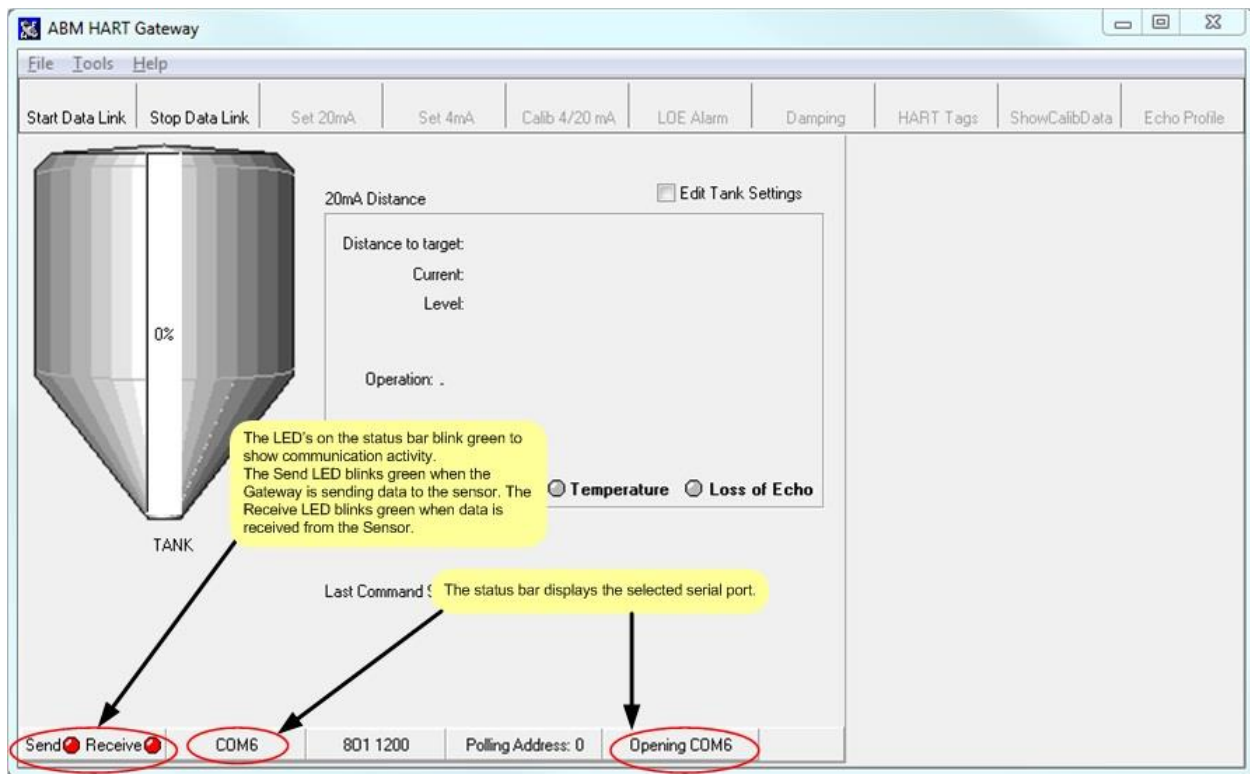 ABM HART Gateway
File Tools Help
Start Data Link Stop Data Link Set 20mA Set 4mA Calib 4/20 mA LOE Alarm Damping HART Tags ShowCalibData Echo Profile
20mA Distance
Edit Tank Settings
Distance to target:
Current:
Level:
0%
Operation: .
The LED's on the status bar blink green to
show communication activity.
The Send LED blinks green when the
Gateway is sending data to the sensor. The
Receive LED blinks green when data is
received from the Sensor.
Temperature Loss of Echo
TANK
Last Command
The status bar displays the selected serial port.
Send Receive COM6 8O1 1200 Polling Address: 0 Opening COM6